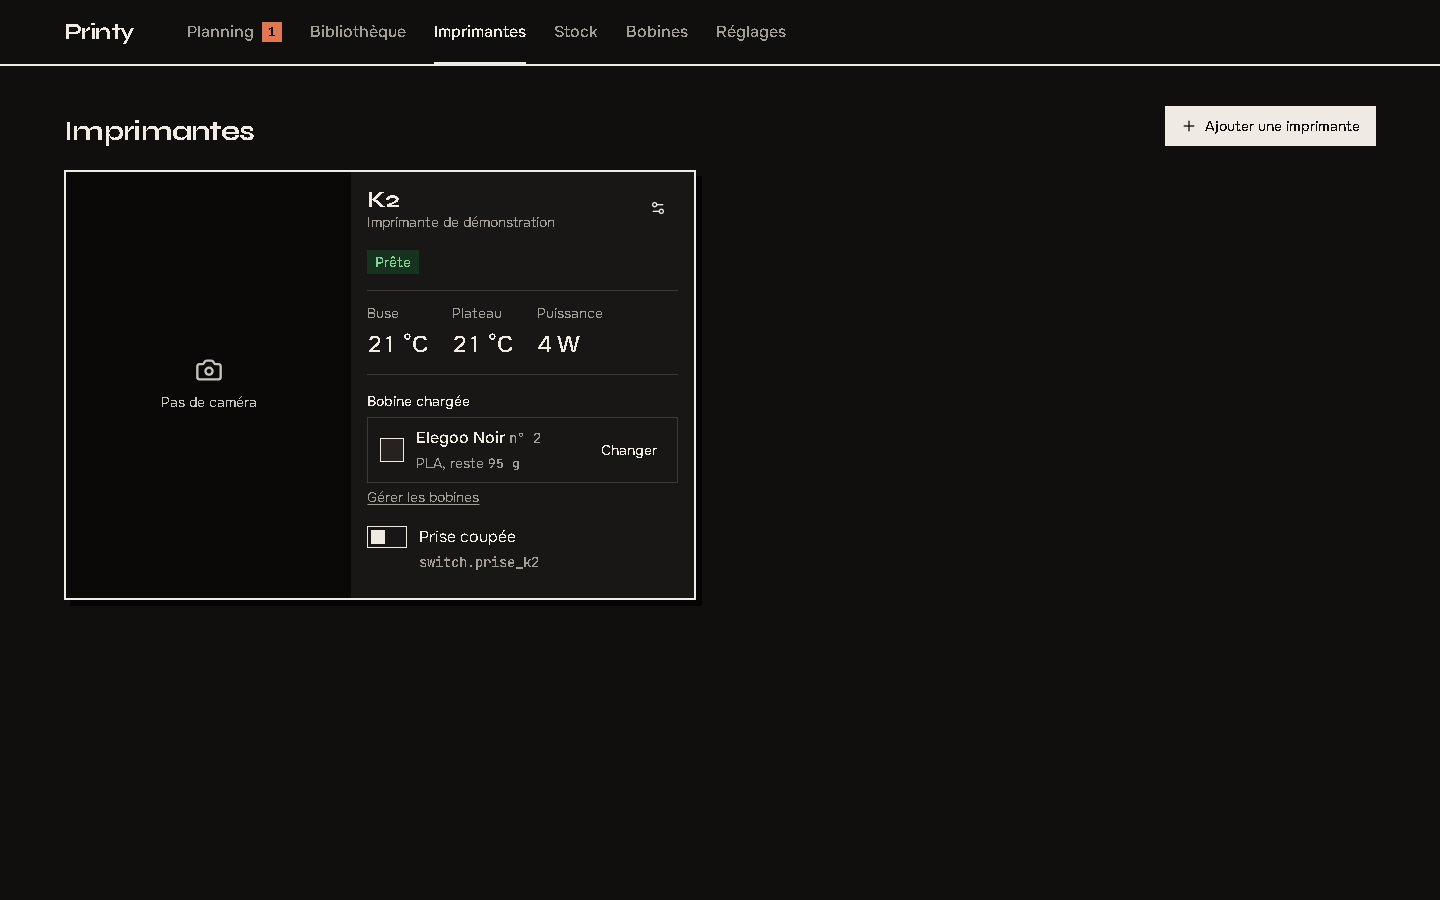 Printy
Planning 1
Bibliothèque
Imprimantes
Stock
Bobines
Réglages
Imprimantes
Ajouter une imprimante
Pas de caméra
K2
Imprimante de démonstration
Prête
Buse
21 °C
Plateau
21 °C
Puissance
4 W
Bobine chargée
Elegoo Noir n° 2
PLA, reste 95 g
Changer
Gérer les bobines
Prise coupée
switch.prise_k2